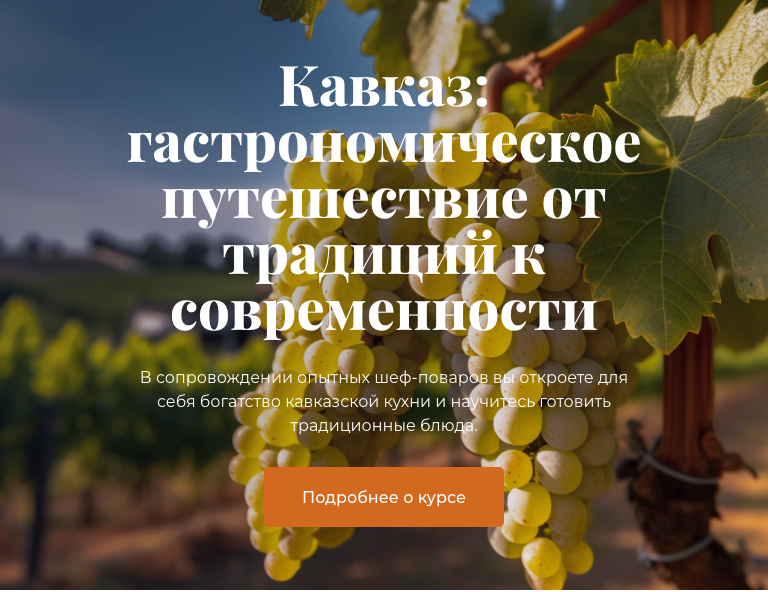 Кавказ:
гастрономическое
путешествие от
традиций к
современности
В сопровождении опытных шеф-поваров вы откроете для
себя богатство кавказской кухни и научитесь готовить
традиционные блюда.
Подробнее о курсе